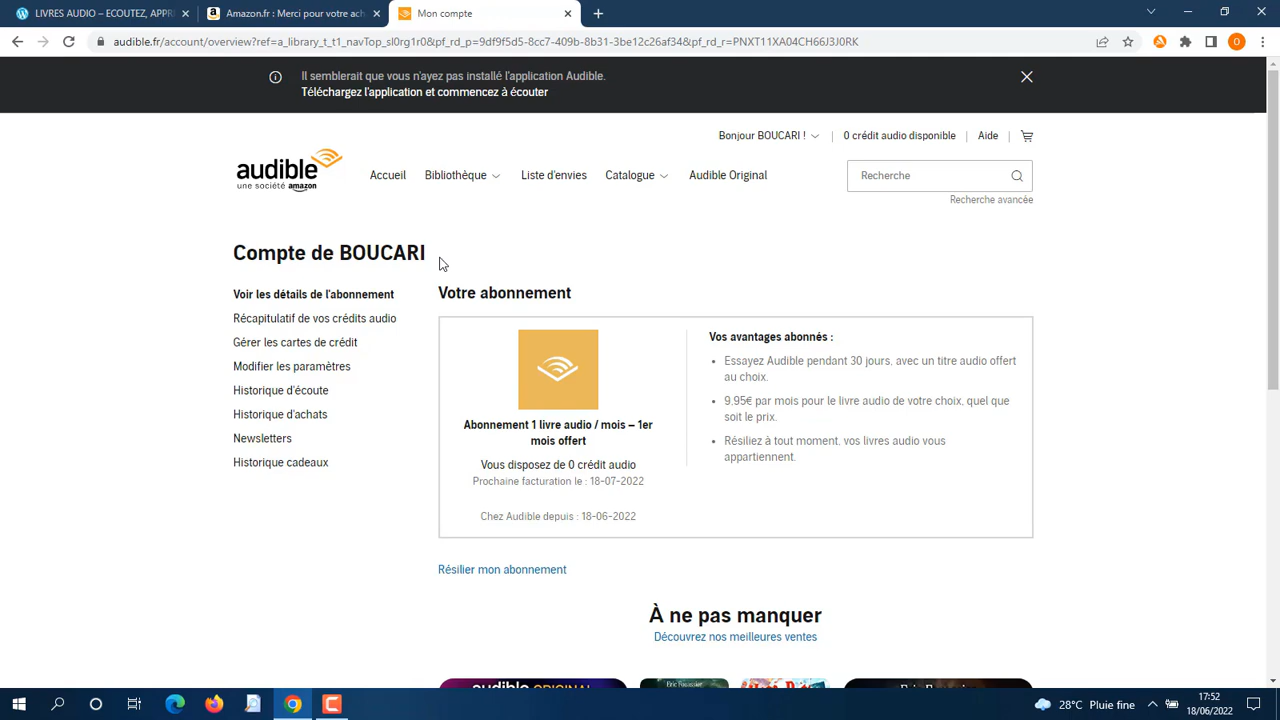 LIVRES AUDIO – ECOUTEZ, APPR
Amazon.fr : Merci pour votre ach
Mon compte
audible.fr/account/overview?ref=a_library_t_t1_navTop_sl0rg1r0&pf_rd_p=9df9f5d5-8cc7-409b-8b31-3be12c26af34&pf_rd_r=PNXT11XA04CH66J3J0RK
O
Il semblerait que vous n'ayez pas installé l'application Audible.
Téléchargez l'application et commencez à écouter
Bonjour BOUCARI ! | 0 crédit audio disponible | Aide |
audible
une société amazon
Accueil Bibliothèque Liste d'envies Catalogue Audible Original
Recherche
Recherche avancée
Compte de BOUCARI
Voir les détails de l'abonnement
Récapitulatif de vos crédits audio
Gérer les cartes de crédit
Modifier les paramètres
Historique d'écoute
Historique d'achats
Newsletters
Historique cadeaux
Votre abonnement
Abonnement 1 livre audio / mois – 1er
mois offert
Vous disposez de 0 crédit audio
Prochaine facturation le : 18-07-2022
Chez Audible depuis : 18-06-2022
Vos avantages abonnés :
• Essayez Audible pendant 30 jours, avec un titre audio offert
au choix.
• 9.95€ par mois pour le livre audio de votre choix, quel que
soit le prix.
• Résiliez à tout moment, vos livres audio vous
appartiennent.
Résilier mon abonnement
À ne pas manquer
Découvrez nos meilleures ventes
28°C Pluie fine
17:52
18/06/2022